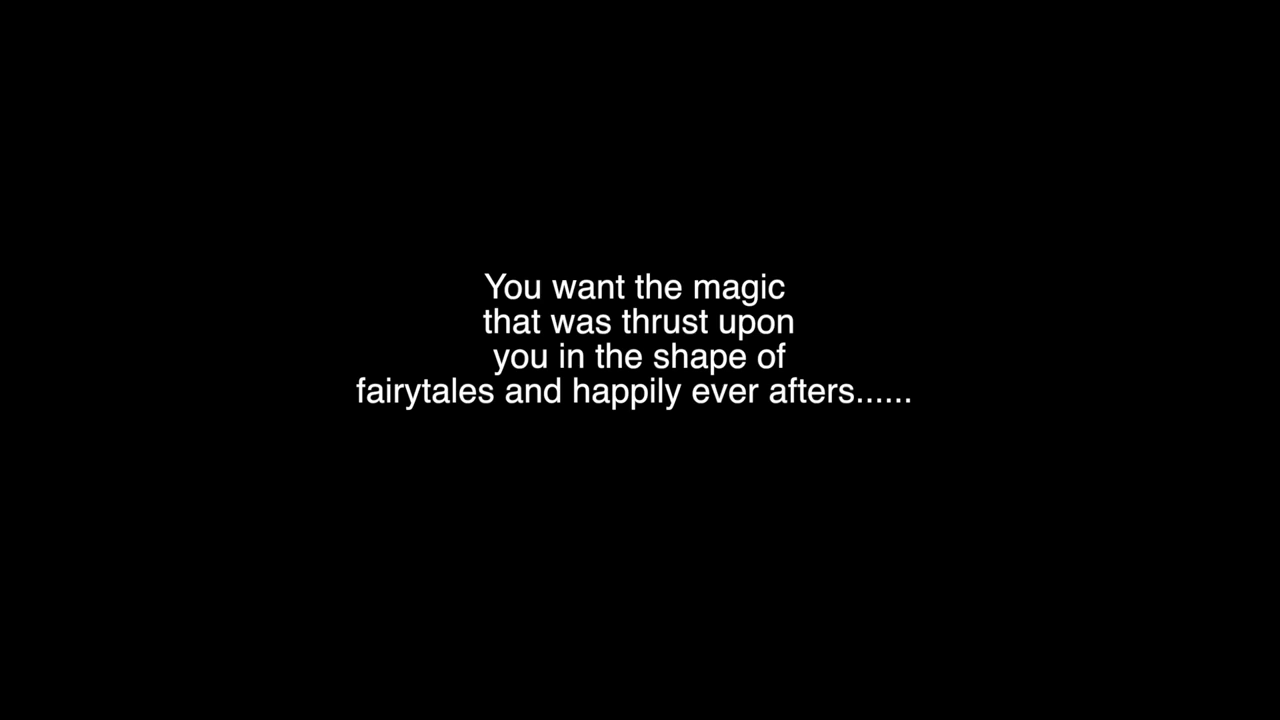 You want the magic
that was thrust upon
you in the shape of
fairytales and happily ever afters......